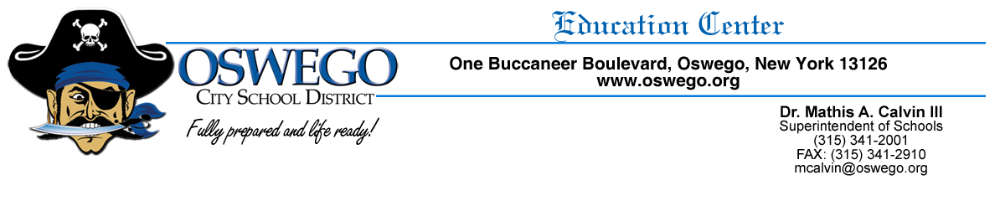 Education Center
OSWEGO
CITY SCHOOL DISTRICT
Fully prepared and life ready!
One Buccaneer Boulevard, Oswego, New York 13126
www.oswego.org
Dr. Mathis A. Calvin III
Superintendent of Schools
(315) 341-2001
FAX: (315) 341-2910
mcalvin@oswego.org